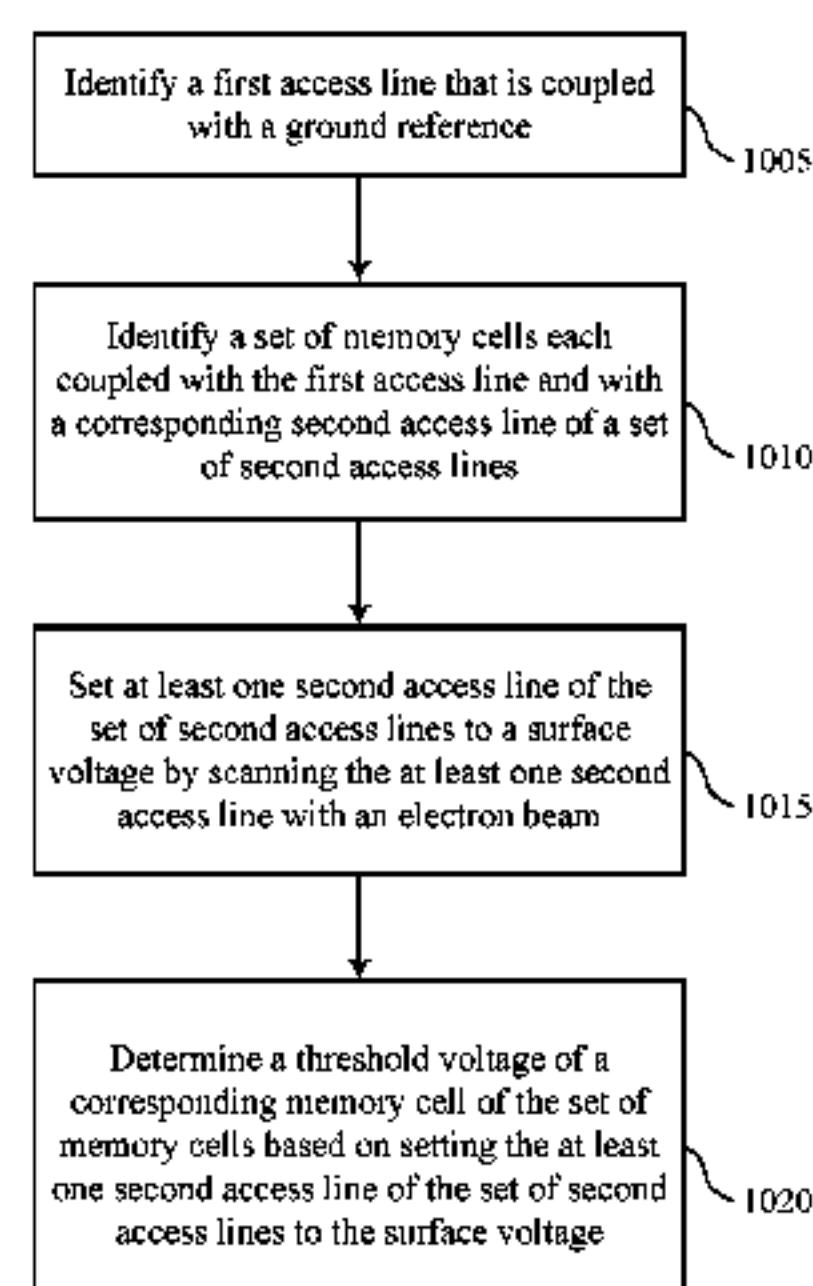 Identify a first access line that is coupled
with a ground reference
1005
Identify a set of memory cells each
coupled with the first access line and with
a corresponding second access line of a set
of second access lines
1010
Set at least one second access line of the
set of second access lines to a surface
voltage by scanning the at least one second
access line with an electron beam
1015
Determine a threshold voltage of a
corresponding memory cell of the set of
memory cells based on setting the at least
one second access line of the set of second
access lines to the surface voltage
1020